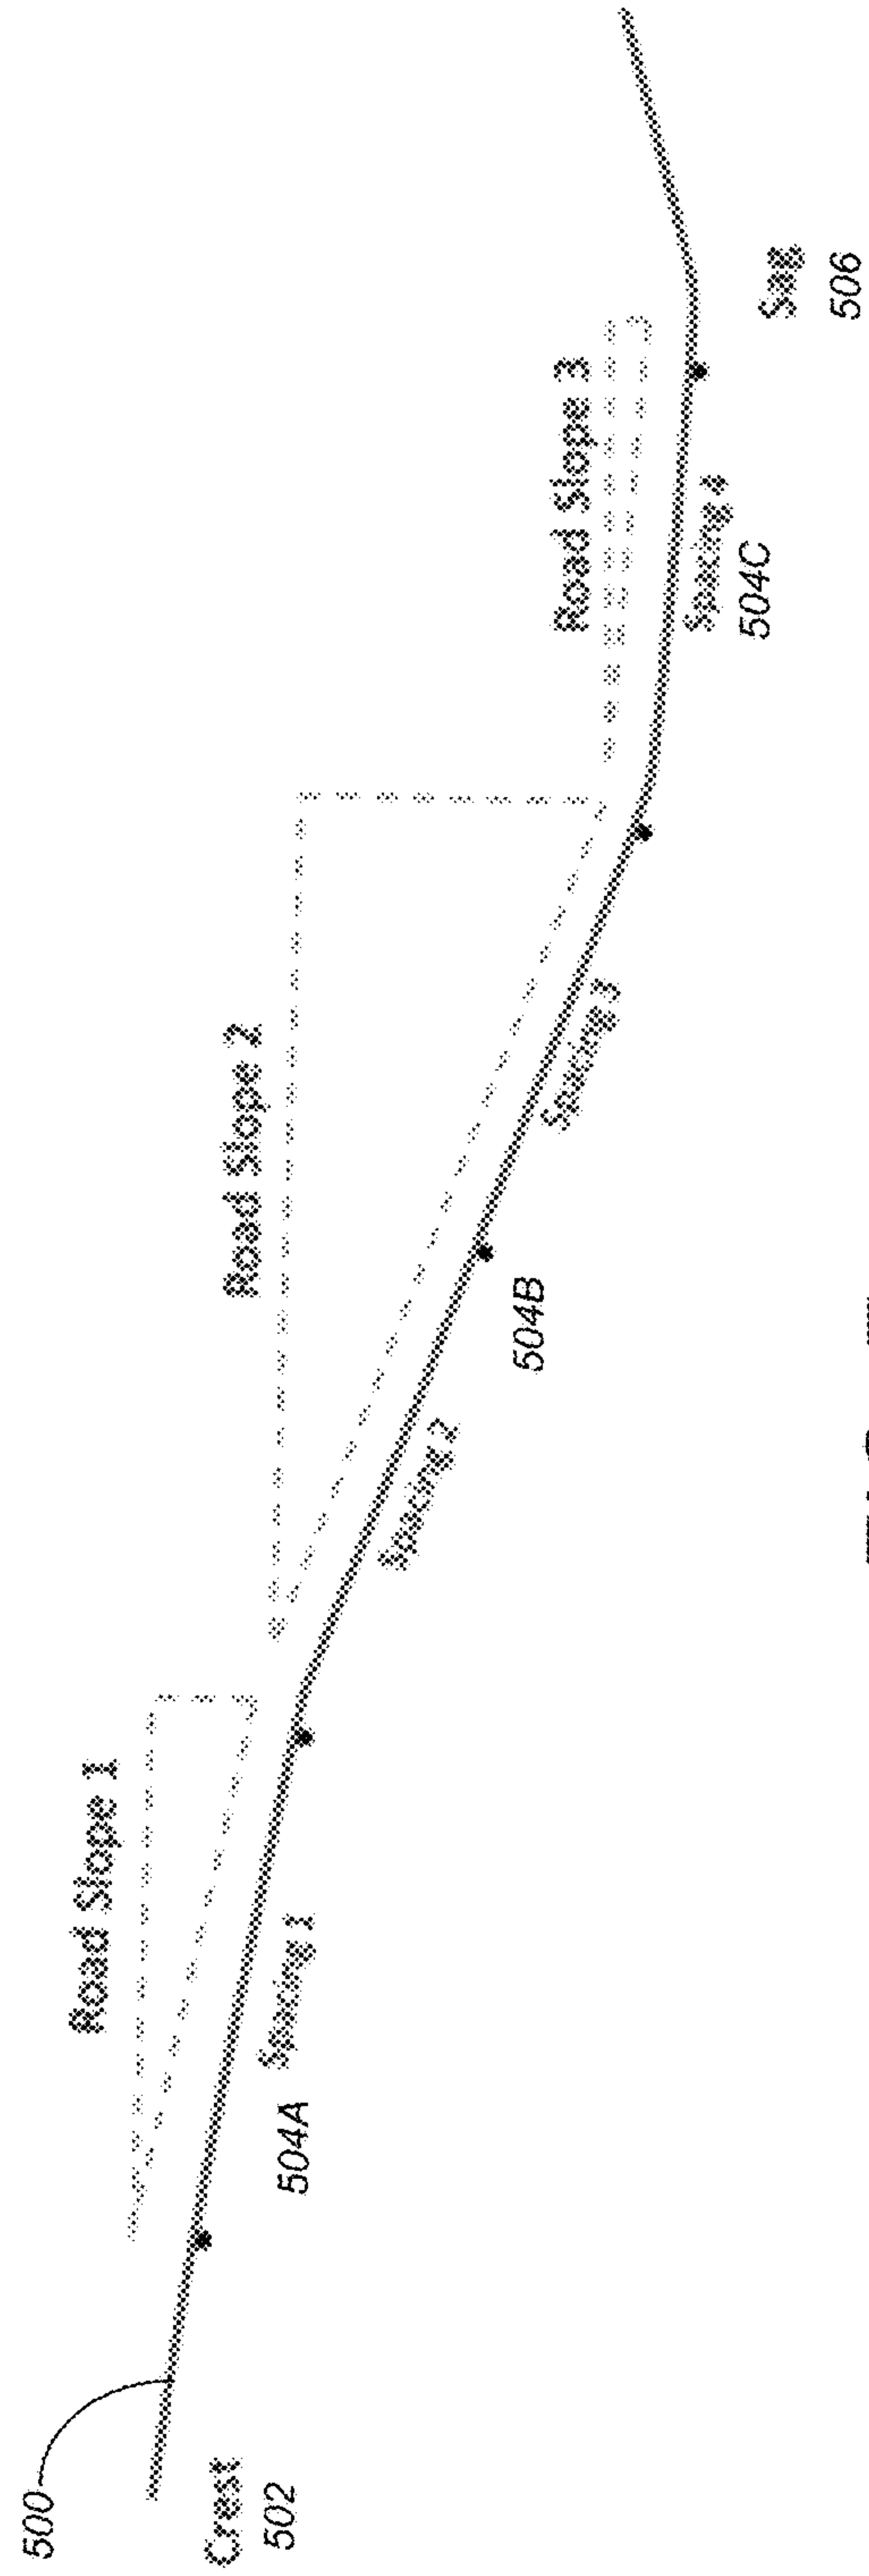 500
Crest
502
Road Slope 1
504A
Spacing 1
Road Slope 2
Spacing 2
504B
Spacing 3
Road Slope 3
Spacing 4
504C
Sag
506